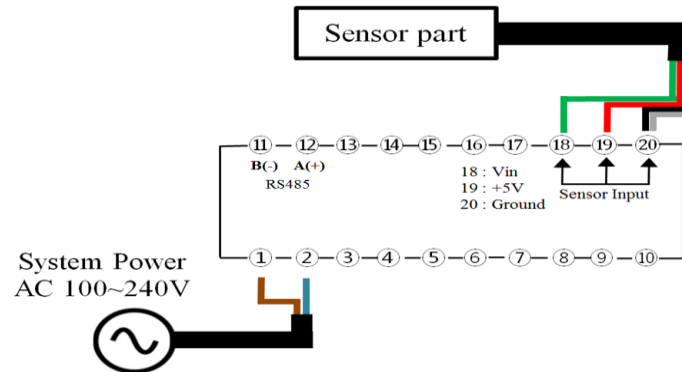 Sensor part
11 12 13 14 15 16 17 18 19 20
B(-) A(+)
RS485
18 : Vin
19 : +5V
20 : Ground
Sensor Input
1 2 3 4 5 6 7 8 9 10
System Power
AC 100~240V